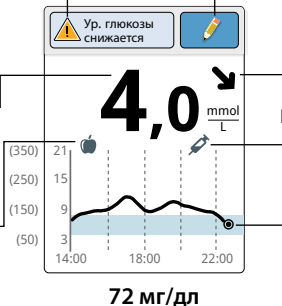 Ур. глюкозы
снижается
4,0 mmol
L
(350) 21
(250) 15
(150) 9
(50) 3
14:00 18:00 22:00
72 мг/дл